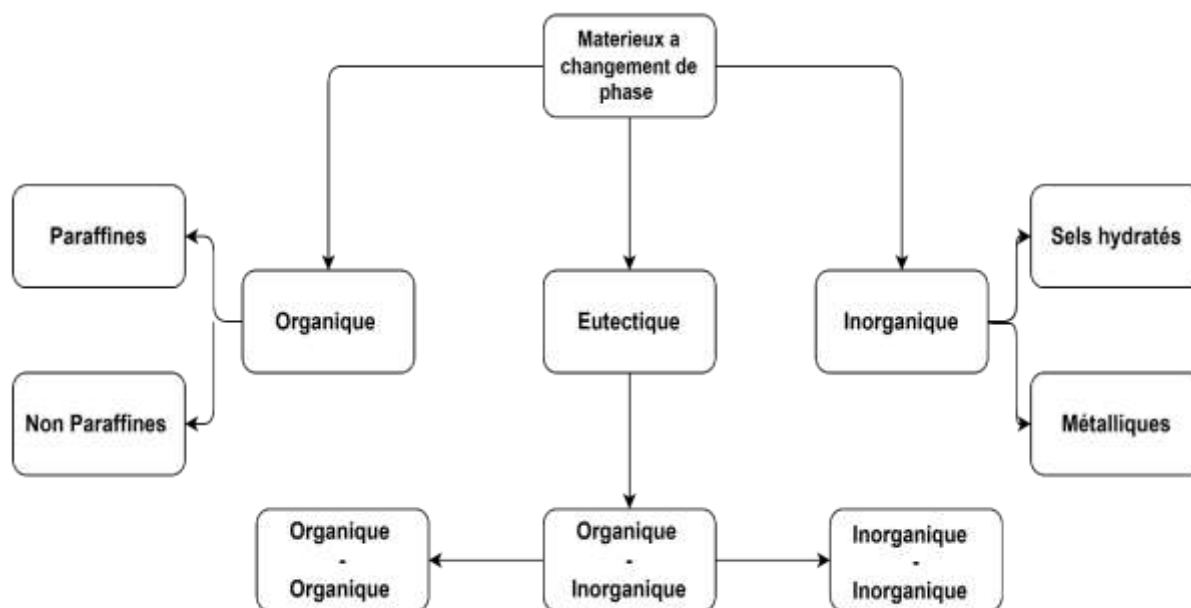 Materieux a
changement de
phase
Paraffines
Sels hydratés
Organique
Eutectique
Inorganique
Non Paraffines
Métalliques
Organique
-
Organique
Organique
-
Inorganique
Inorganique
-
Inorganique